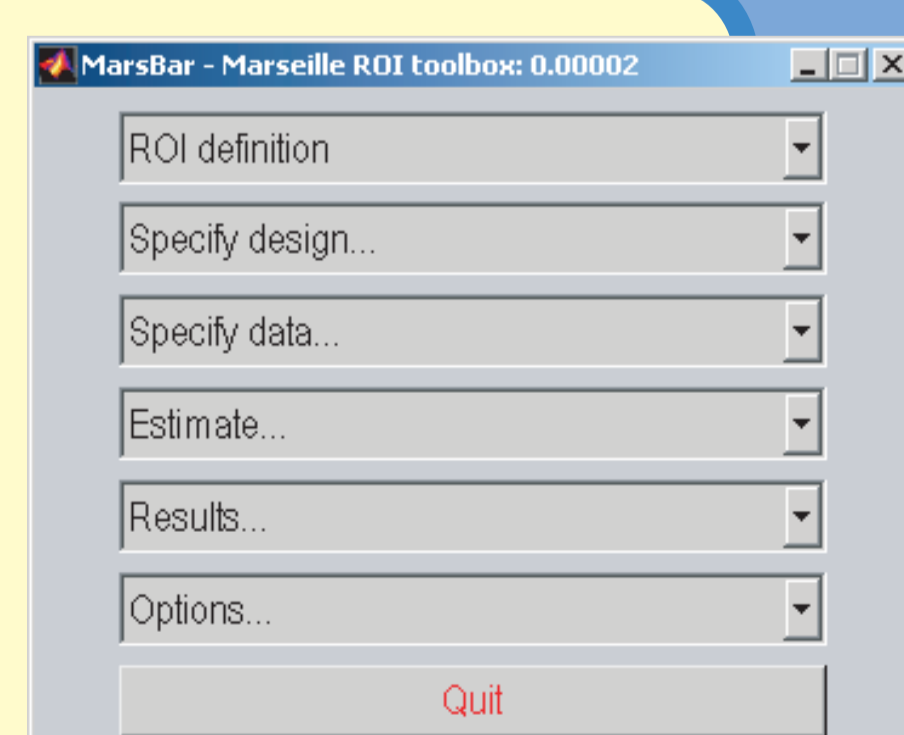 MarsBar - Marseille ROI toolbox: 0.00002
ROI definition
Specify design...
Specify data...
Estimate...
Results...
Options...
Quit